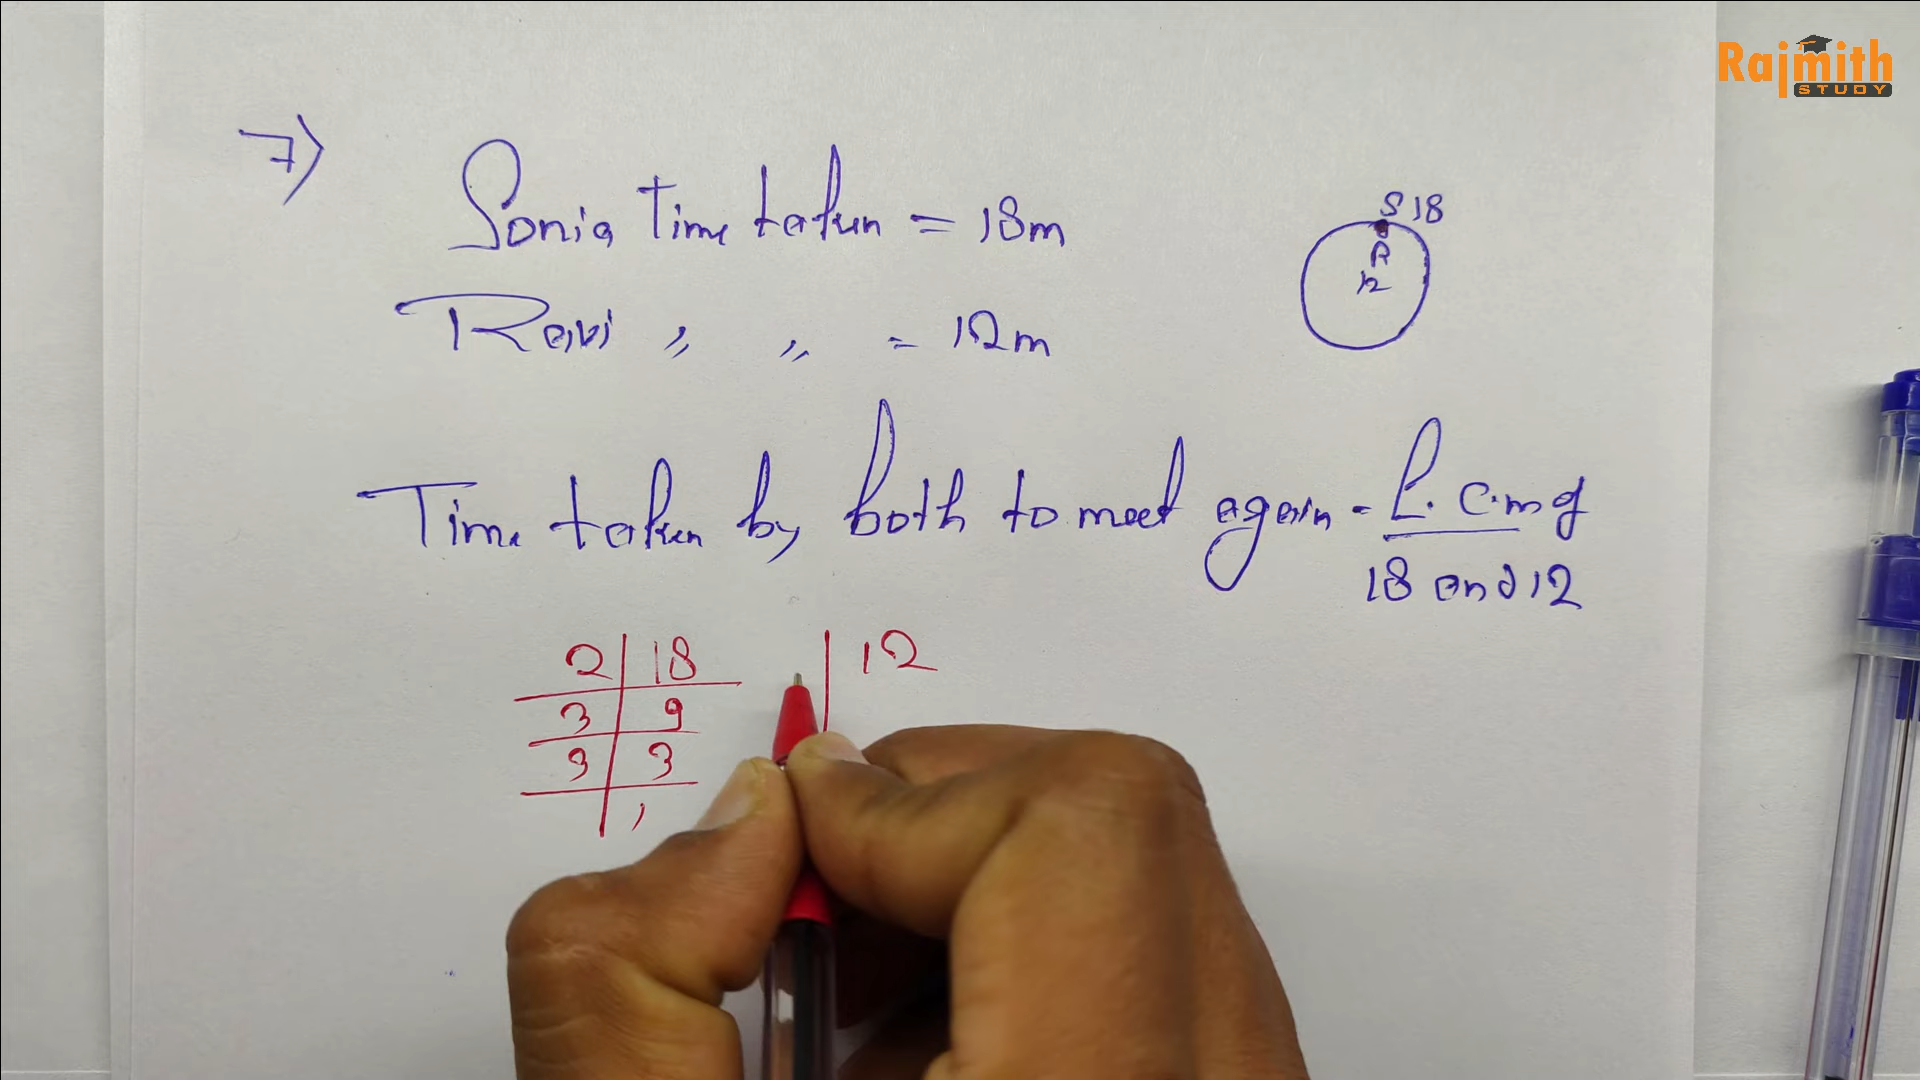 Rajmith
STUDY
7)
Sonia Time taken = 18m
Ravi 〃 〃 = 12m
S 18
R
12
Time taken by both to meet again = L.C.M of
18 and 12
2 | 18
3 | 9
3 | 3
1
| 12